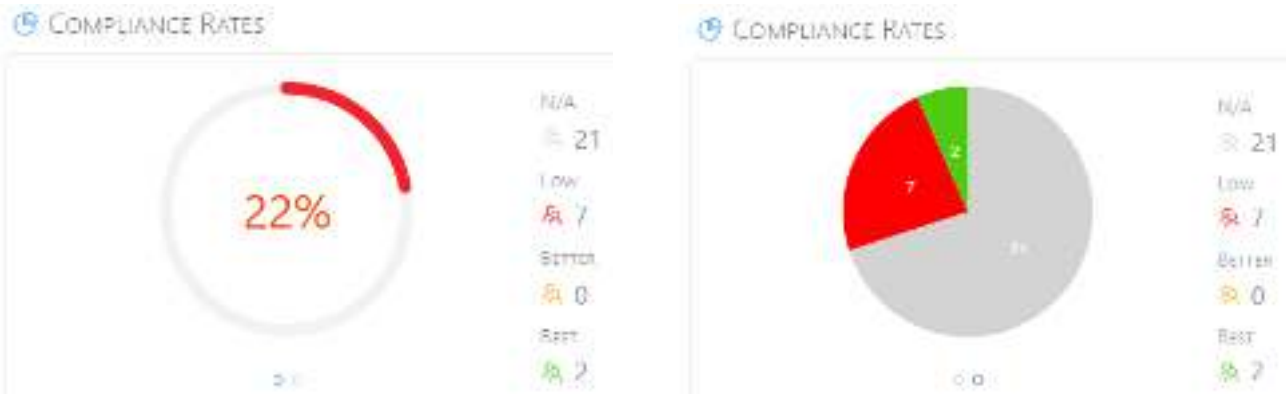 COMPLIANCE RATES
22%
N/A
21
LOW
7
BETTER
0
BEST
2
COMPLIANCE RATES
2
7
N/A
21
LOW
7
BETTER
0
BEST
2